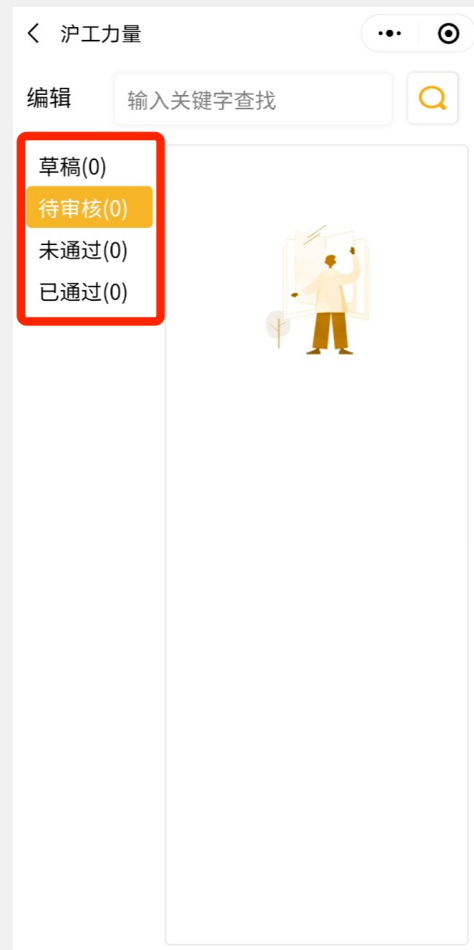 沪工力量
编辑
输入关键字查找
草稿(0)
待审核(0)
未通过(0)
已通过(0)